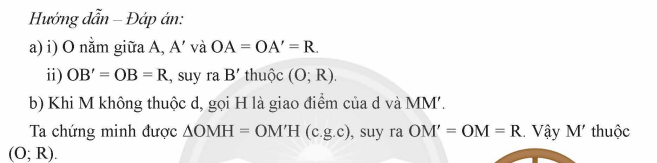 Hướng dẫn – Đáp án:
a) i) O nằm giữa A, A′ và OA = OA′ = R.
ii) OB′ = OB = R, suy ra B′ thuộc (O; R).
b) Khi M không thuộc d, gọi H là giao điểm của d và MM′.
Ta chứng minh được ΔOMH = OM′H (c.g.c), suy ra OM′ = OM = R. Vậy M′ thuộc
(O; R).